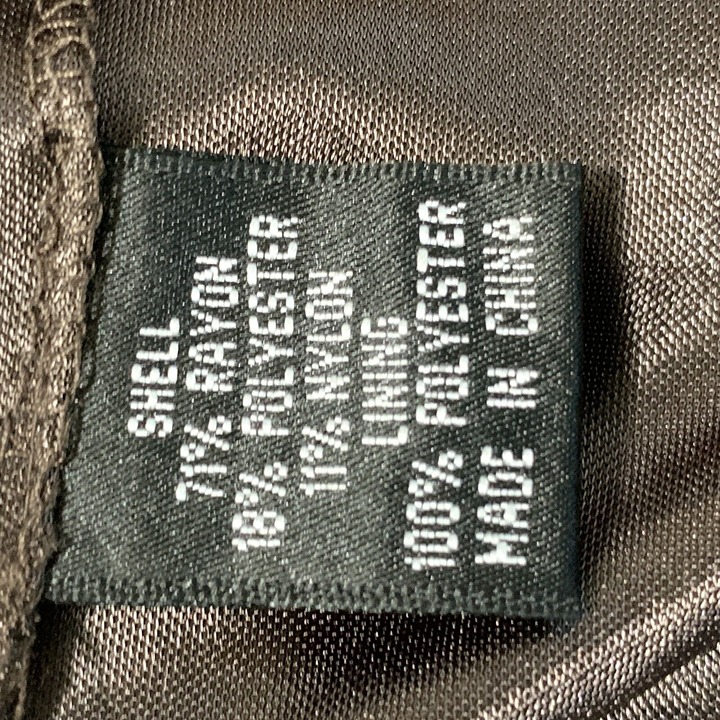 SHELL
71% RAYON
18% POLYESTER
11% NYLON
LINING
100% POLYESTER
MADE IN CHINA